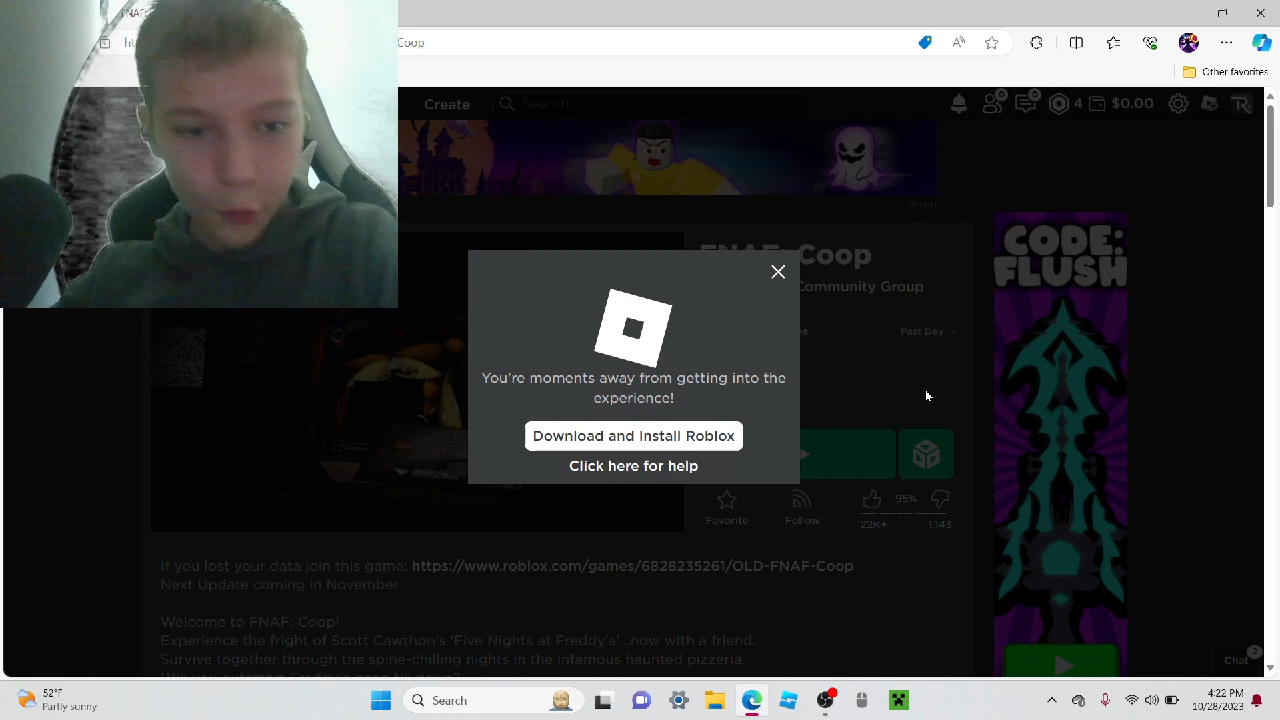 FNAF:
Coop
Other favorites
Create
Search
4
$0.00
FNAF: Coop
Community Group
Past Day
CODE:
FLUSH
You're moments away from getting into the
experience!
Download and Install Roblox
Click here for help
Favorite
Follow
95%
22K+
1,143
If you lost your data join this game: https://www.roblox.com/games/6828235261/OLD-FNAF-Coop
Next Update coming in November
Welcome to FNAF: Coop!
Experience the fright of Scott Cawthon's 'Five Nights at Freddy's'...now with a friend.
Survive together through the spine-chilling nights in the infamous haunted pizzeria.
Chat
52°F
Partly sunny
Search
4:22 PM
10/28/2023